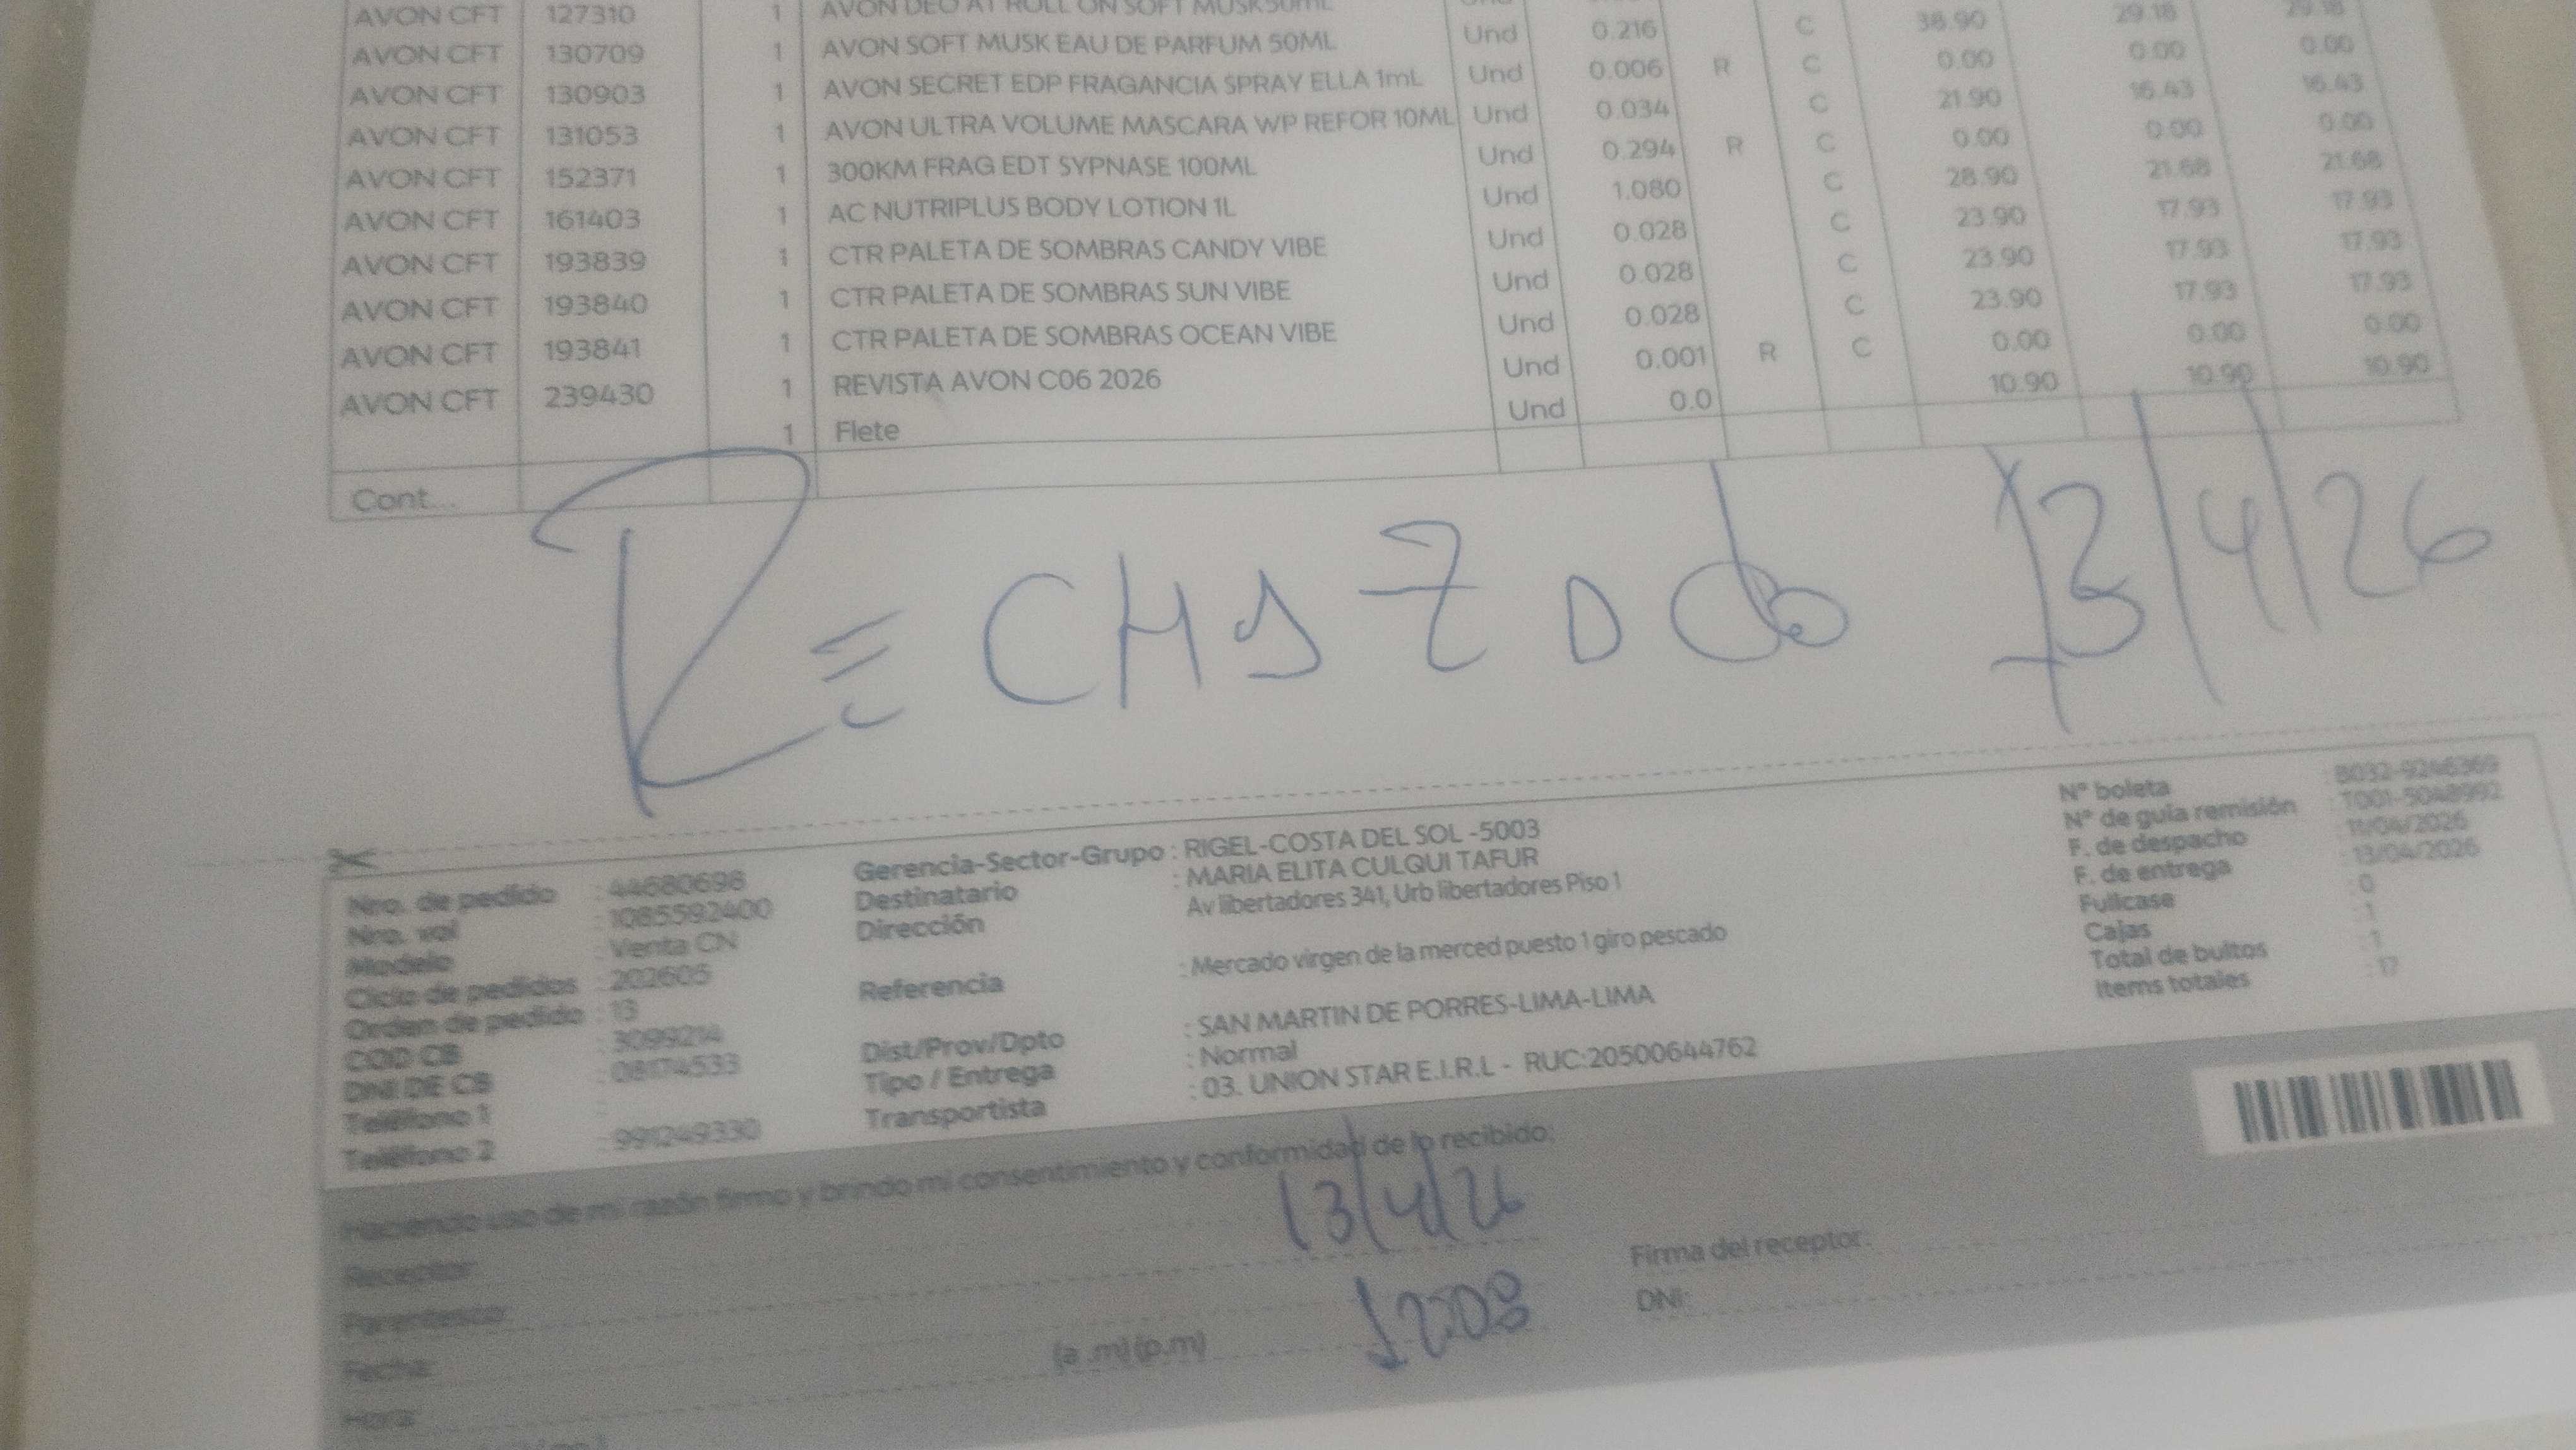 AVON CFT 127310 1 AVON DEO AT ROLL ON SOFT MUSK 50ML Und
AVON CFT 130709 1 AVON SOFT MUSK EAU DE PARFUM 50ML Und 0.216 C 38.90 29.18 29.18
AVON CFT 130903 1 AVON SECRET EDP FRAGANCIA SPRAY ELLA 1mL Und 0.006 R C 0.00 0.00 0.00
AVON CFT 131053 1 AVON ULTRA VOLUME MASCARA WP REFOR 10ML Und 0.034 C 21.90 16.43 16.43
AVON CFT 152371 1 300KM FRAG EDT SYPNASE 100ML Und 0.294 R C 0.00 0.00 0.00
AVON CFT 161403 1 AC NUTRIPLUS BODY LOTION 1L Und 1.080 C 28.90 21.68 21.68
AVON CFT 193839 1 CTR PALETA DE SOMBRAS CANDY VIBE Und 0.028 C 23.90 17.93 17.93
AVON CFT 193840 1 CTR PALETA DE SOMBRAS SUN VIBE Und 0.028 C 23.90 17.93 17.93
AVON CFT 193841 1 CTR PALETA DE SOMBRAS OCEAN VIBE Und 0.028 C 23.90 17.93 17.93
AVON CFT 239430 1 REVISTA AVON C06 2026 Und 0.001 R C 0.00 0.00 0.00
1 Flete Und 0.0 10.90 10.90 10.90
Cont...
RECHAZADO 13/4/26
Nro. de pedido : 44680698
Nro. val : 1085592400
Modelo : Venta CN
Ciclo de pedidos : 202605
Orden de pedido : 13
COD CB : 3099214
DNI DE CB : 08174533
Teléfono 1 :
Teléfono 2 : 991249330
Gerencia-Sector-Grupo : RIGEL-COSTA DEL SOL -5003
Destinatario : MARIA ELITA CULQUI TAFUR
Dirección Av libertadores 341, Urb libertadores Piso 1
Referencia : Mercado virgen de la merced puesto 1 giro pescado
Dist/Prov/Dpto : SAN MARTIN DE PORRES-LIMA-LIMA
Tipo / Entrega : Normal
Transportista : 03. UNION STAR E.I.R.L - RUC:20500644762
N° boleta : B032-9246369
N° de guía remisión : T001-5048992
F. de despacho : 11/04/2026
F. de entrega : 13/04/2026
Fullcase : 0
Cajas : 1
Total de bultos : 1
Items totales : 17
Haciendo uso de mi razón firmo y brindo mi consentimiento y conformidad de lo recibido:
Receptor: 13/4/26
Parentesco:
Fecha:
Hora: (a .m) (p.m) 12:08
Firma del receptor:
DNI: